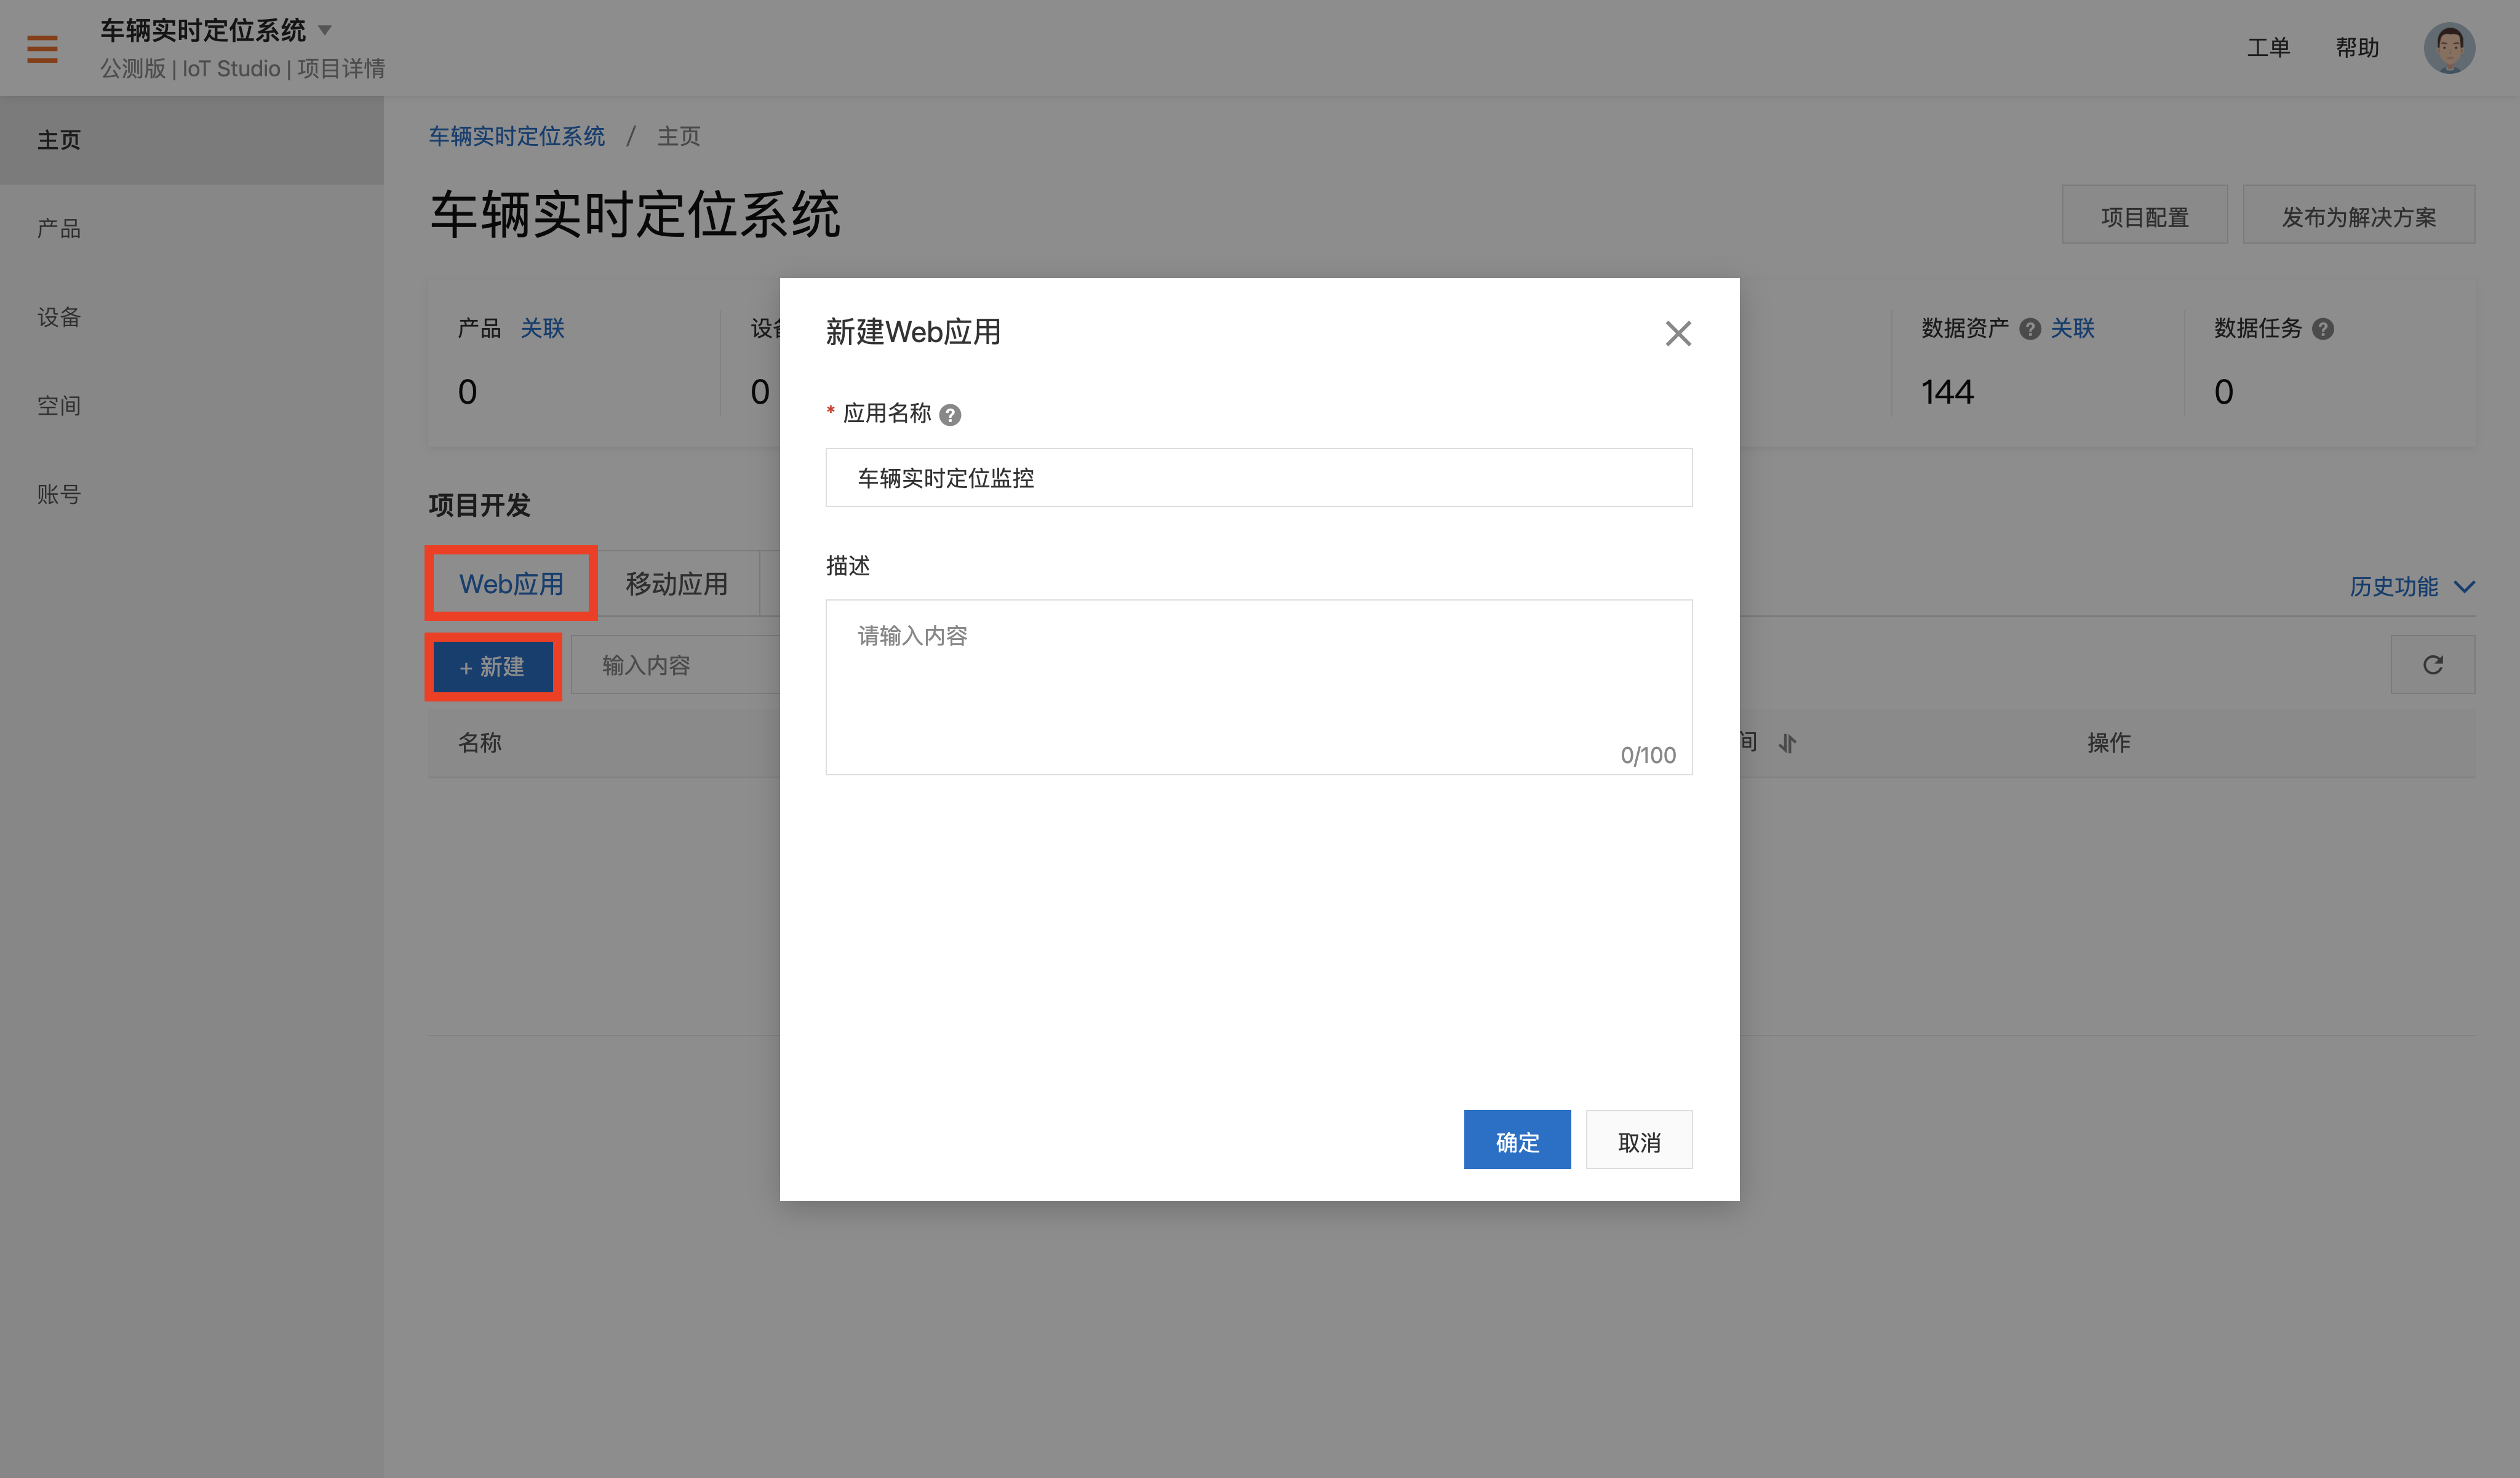 车辆实时定位系统
公测版 | IoT Studio | 项目详情
工单 帮助
主页
产品
设备
空间
账号
车辆实时定位系统 / 主页
车辆实时定位系统
项目配置 发布为解决方案
产品 关联
0
0
数据资产 ? 关联
144
数据任务 ?
0
项目开发
Web应用 移动应用
历史功能
+ 新建 输入内容
名称 间 操作
新建Web应用
* 应用名称 ?
车辆实时定位监控
描述
请输入内容
0/100
确定 取消